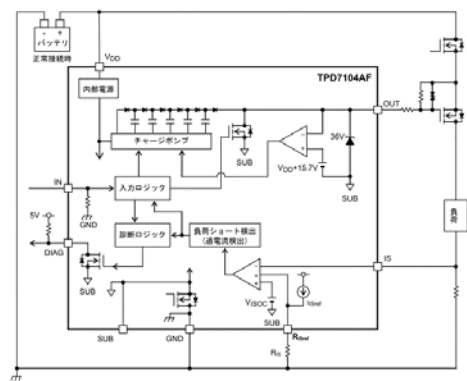 - +
バッテリ
正常接続時
VDD
TPD7104AF
内部電源
OUT
チャージポンプ
SUB
36V
VDD+15.7V
SUB
IN
入力ロジック
GND
5V
診断ロジック
負荷ショート検出
(過電流検出)
負荷
DIAG
IS
SUB
VISOC
SUB
SUB
GND
RISref
RIS